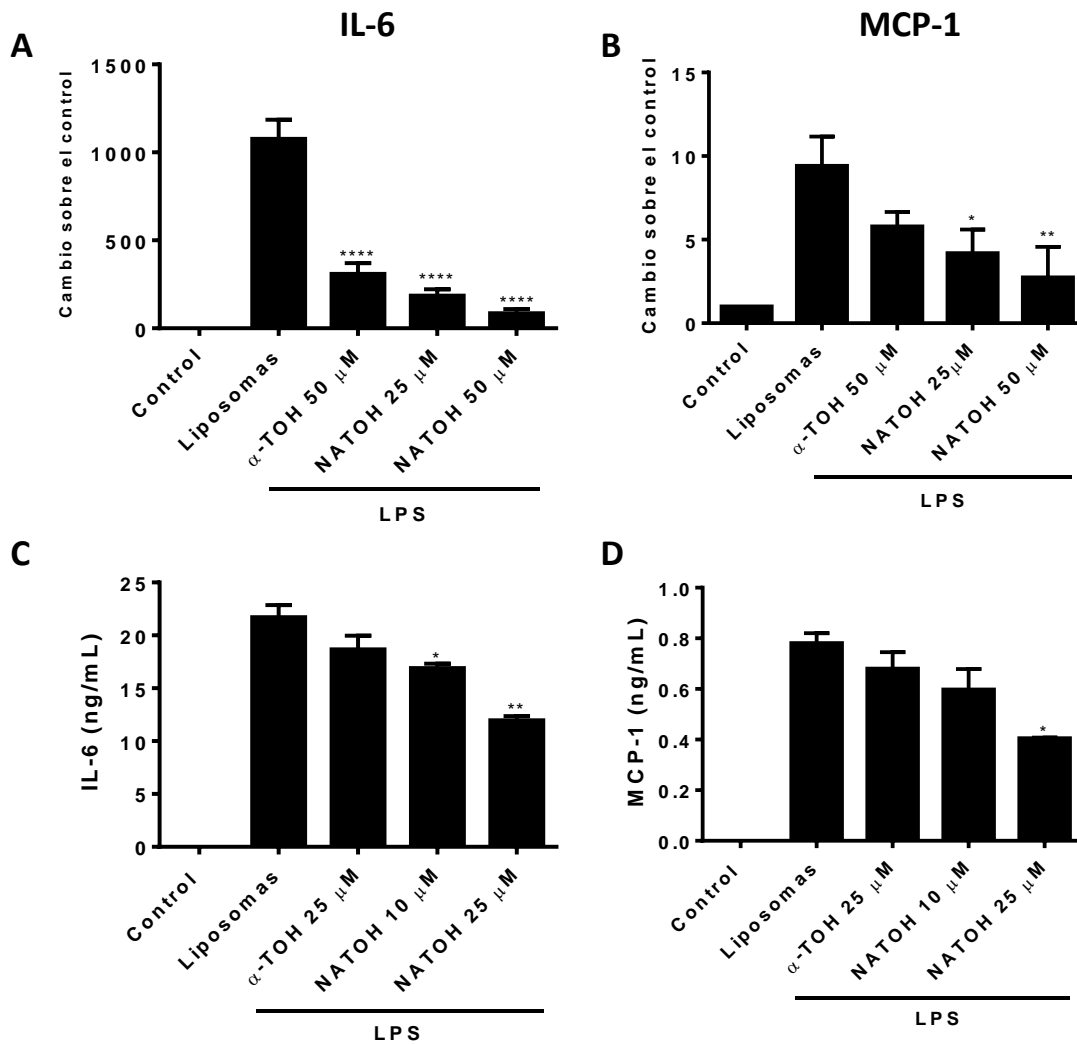 IL-6
MCP-1
A
Cambio sobre el control
1500
1000
500
0
****
****
****
Control
Liposomas
α-TOH 50 μM
NATOH 25 μM
NATOH 50 μM
LPS
B
Cambio sobre el control
15
10
5
0
*
**
Control
Liposomas
α-TOH 50 μM
NATOH 25μM
NATOH 50 μM
LPS
C
IL-6 (ng/mL)
25
20
15
10
5
0
*
**
Control
Liposomas
α-TOH 25 μM
NATOH 10 μM
NATOH 25 μM
LPS
D
MCP-1 (ng/mL)
1.0
0.8
0.6
0.4
0.2
0.0
*
Control
Liposomas
α-TOH 25 μM
NATOH 10 μM
NATOH 25 μM
LPS